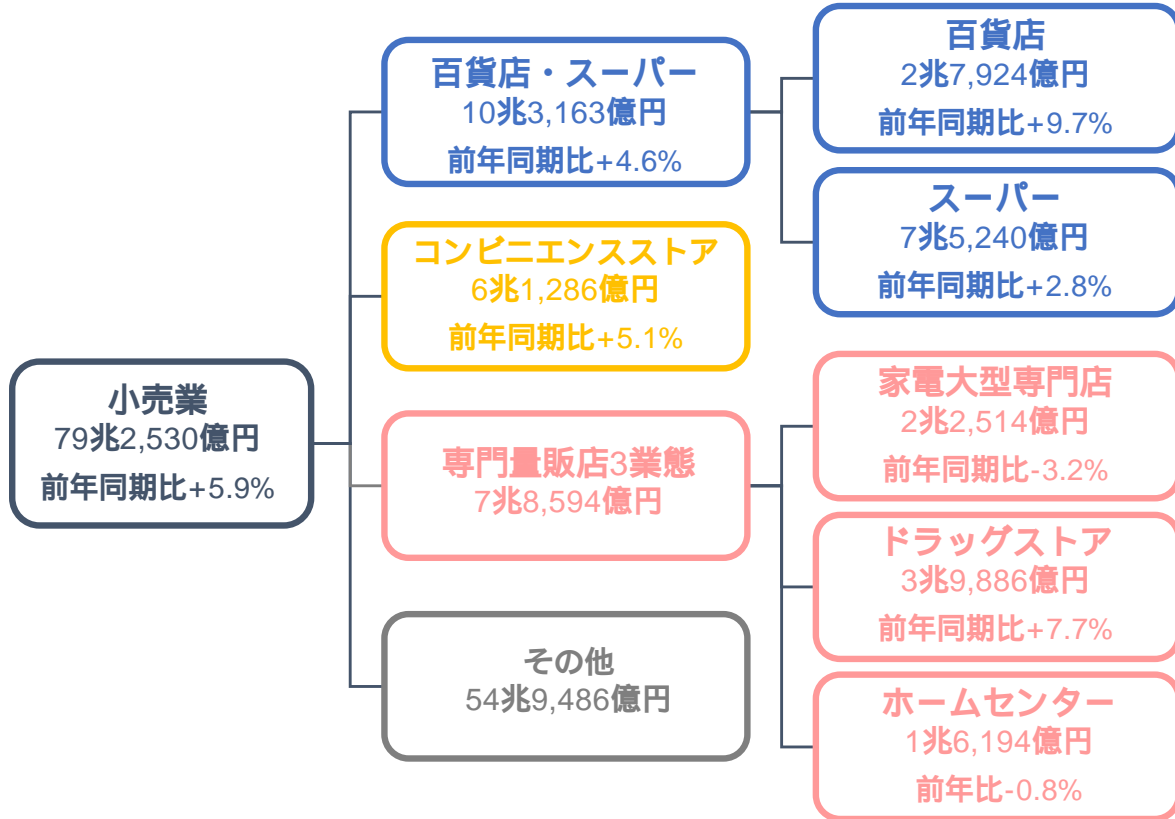 小売業
79兆2,530億円
前年同期比+5.9%
百貨店・スーパー
10兆3,163億円
前年同期比+4.6%
百貨店
2兆7,924億円
前年同期比+9.7%
スーパー
7兆5,240億円
前年同期比+2.8%
コンビニエンスストア
6兆1,286億円
前年同期比+5.1%
専門量販店3業態
7兆8,594億円
家電大型専門店
2兆2,514億円
前年同期比-3.2%
ドラッグストア
3兆9,886億円
前年同期比+7.7%
ホームセンター
1兆6,194億円
前年比-0.8%
その他
54兆9,486億円